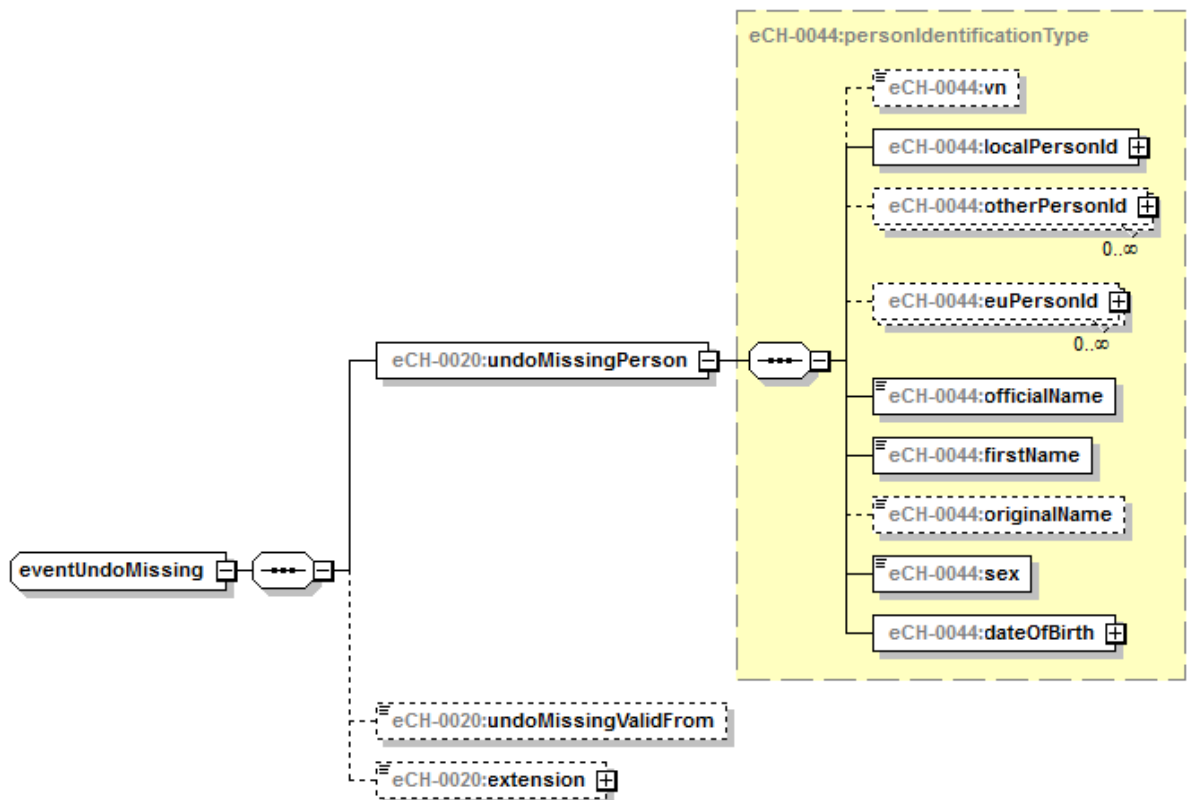 eCH-0044:personIdentificationType
eCH-0044:vn
eCH-0044:localPersonId
eCH-0044:otherPersonId
0..∞
eCH-0044:euPersonId
0..∞
eCH-0020:undoMissingPerson
eCH-0044:officialName
eCH-0044:firstName
eCH-0044:originalName
eventUndoMissing
eCH-0044:sex
eCH-0044:dateOfBirth
eCH-0020:undoMissingValidFrom
eCH-0020:extension